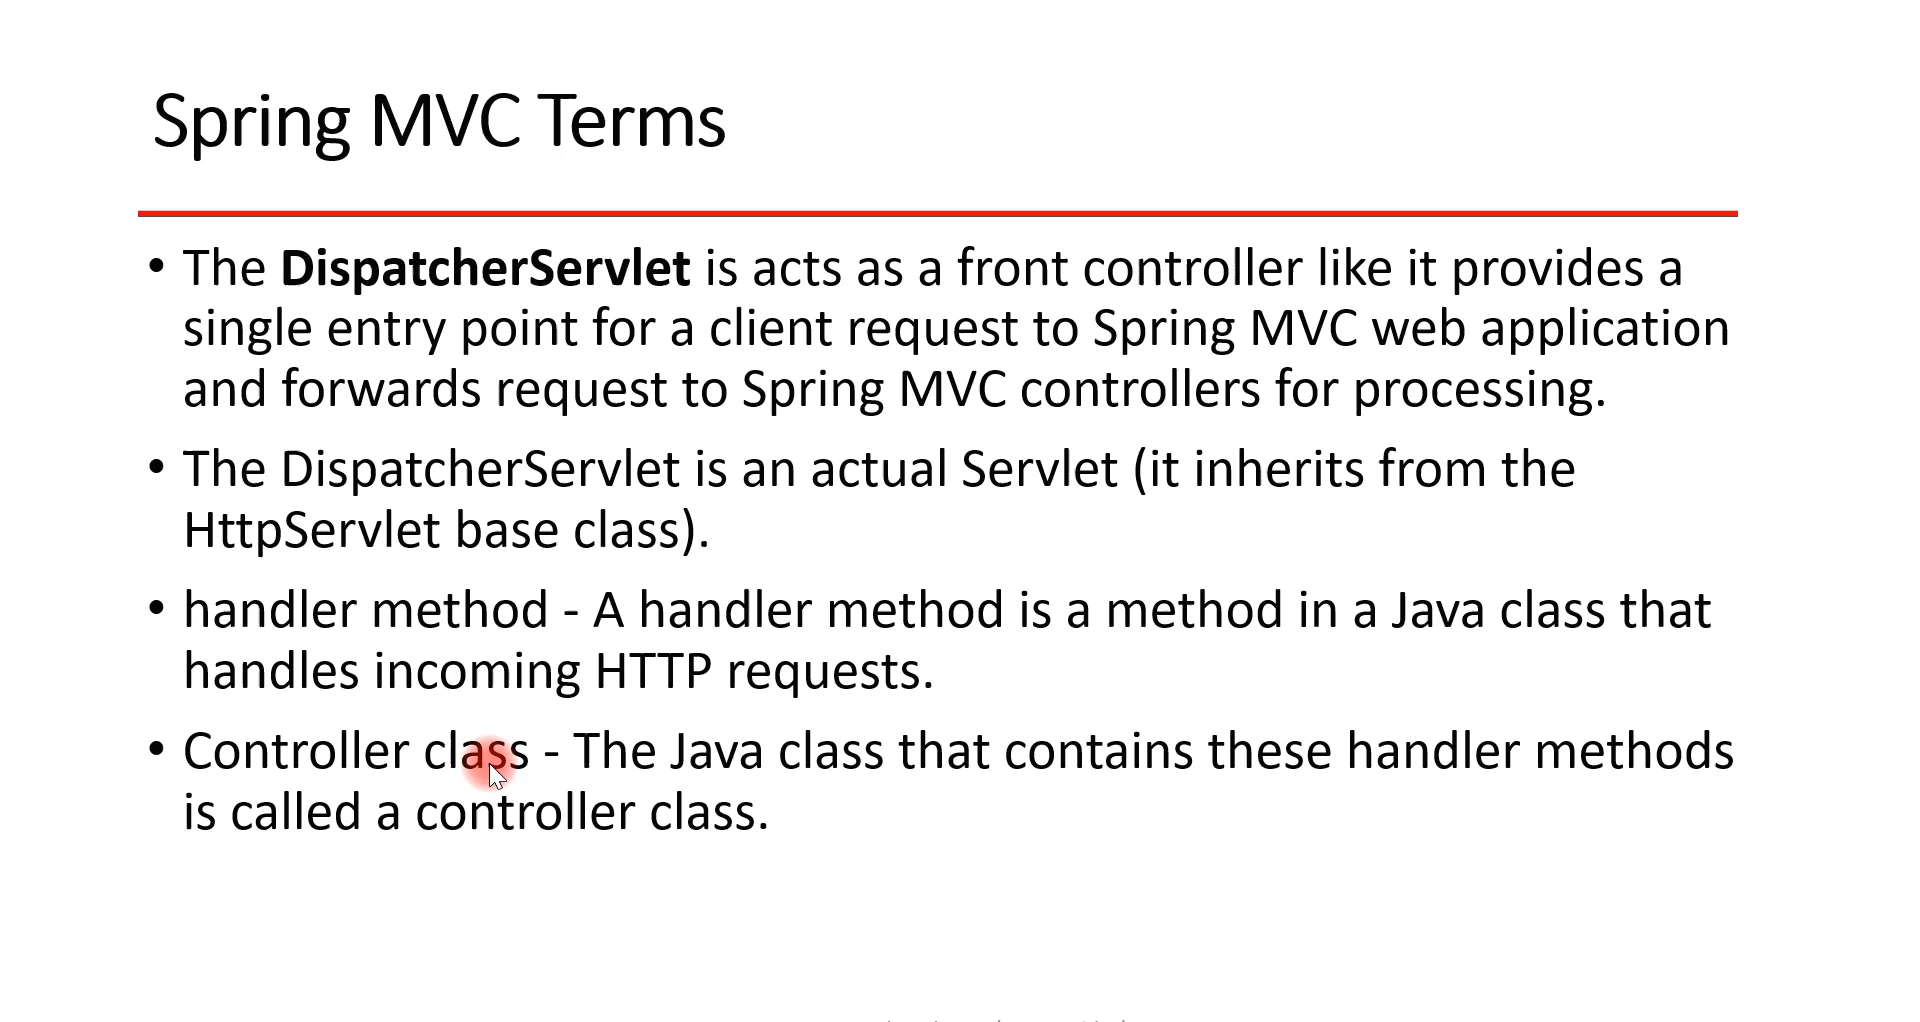 Spring MVC Terms
• The DispatcherServlet is acts as a front controller like it provides a
single entry point for a client request to Spring MVC web application
and forwards request to Spring MVC controllers for processing.
• The DispatcherServlet is an actual Servlet (it inherits from the
HttpServlet base class).
• handler method - A handler method is a method in a Java class that
handles incoming HTTP requests.
• Controller class - The Java class that contains these handler methods
is called a controller class.